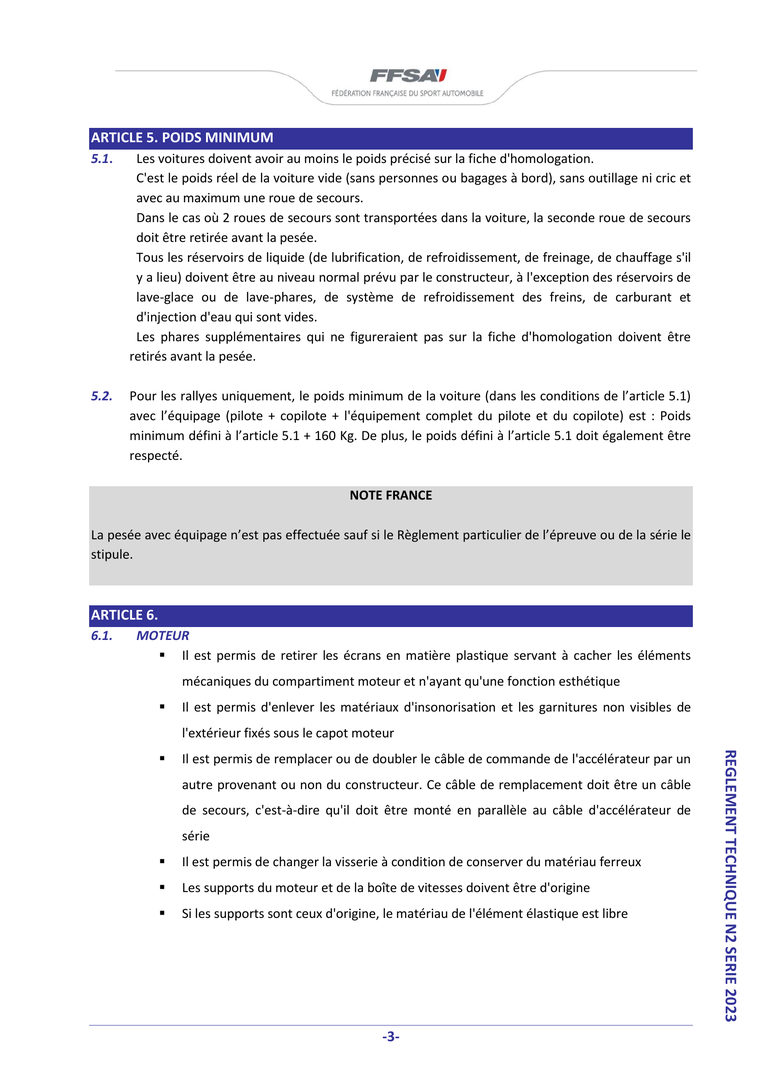 FFSA
FÉDÉRATION FRANÇAISE DU SPORT AUTOMOBILE
ARTICLE 5. POIDS MINIMUM
5.1. Les voitures doivent avoir au moins le poids précisé sur la fiche d'homologation.
C'est le poids réel de la voiture vide (sans personnes ou bagages à bord), sans outillage ni cric et
avec au maximum une roue de secours.
Dans le cas où 2 roues de secours sont transportées dans la voiture, la seconde roue de secours
doit être retirée avant la pesée.
Tous les réservoirs de liquide (de lubrification, de refroidissement, de freinage, de chauffage s'il
y a lieu) doivent être au niveau normal prévu par le constructeur, à l'exception des réservoirs de
lave-glace ou de lave-phares, de système de refroidissement des freins, de carburant et
d'injection d'eau qui sont vides.
Les phares supplémentaires qui ne figureraient pas sur la fiche d'homologation doivent être
retirés avant la pesée.
5.2. Pour les rallyes uniquement, le poids minimum de la voiture (dans les conditions de l’article 5.1)
avec l’équipage (pilote + copilote + l'équipement complet du pilote et du copilote) est : Poids
minimum défini à l’article 5.1 + 160 Kg. De plus, le poids défini à l’article 5.1 doit également être
respecté.
NOTE FRANCE
La pesée avec équipage n’est pas effectuée sauf si le Règlement particulier de l’épreuve ou de la série le
stipule.
ARTICLE 6.
6.1. MOTEUR
▪ Il est permis de retirer les écrans en matière plastique servant à cacher les éléments
mécaniques du compartiment moteur et n'ayant qu'une fonction esthétique
▪ Il est permis d'enlever les matériaux d'insonorisation et les garnitures non visibles de
l'extérieur fixés sous le capot moteur
▪ Il est permis de remplacer ou de doubler le câble de commande de l'accélérateur par un
autre provenant ou non du constructeur. Ce câble de remplacement doit être un câble
de secours, c'est-à-dire qu'il doit être monté en parallèle au câble d'accélérateur de
série
▪ Il est permis de changer la visserie à condition de conserver du matériau ferreux
▪ Les supports du moteur et de la boîte de vitesses doivent être d'origine
▪ Si les supports sont ceux d'origine, le matériau de l'élément élastique est libre
REGLEMENT TECHNIQUE N2 SERIE 2023
-3-